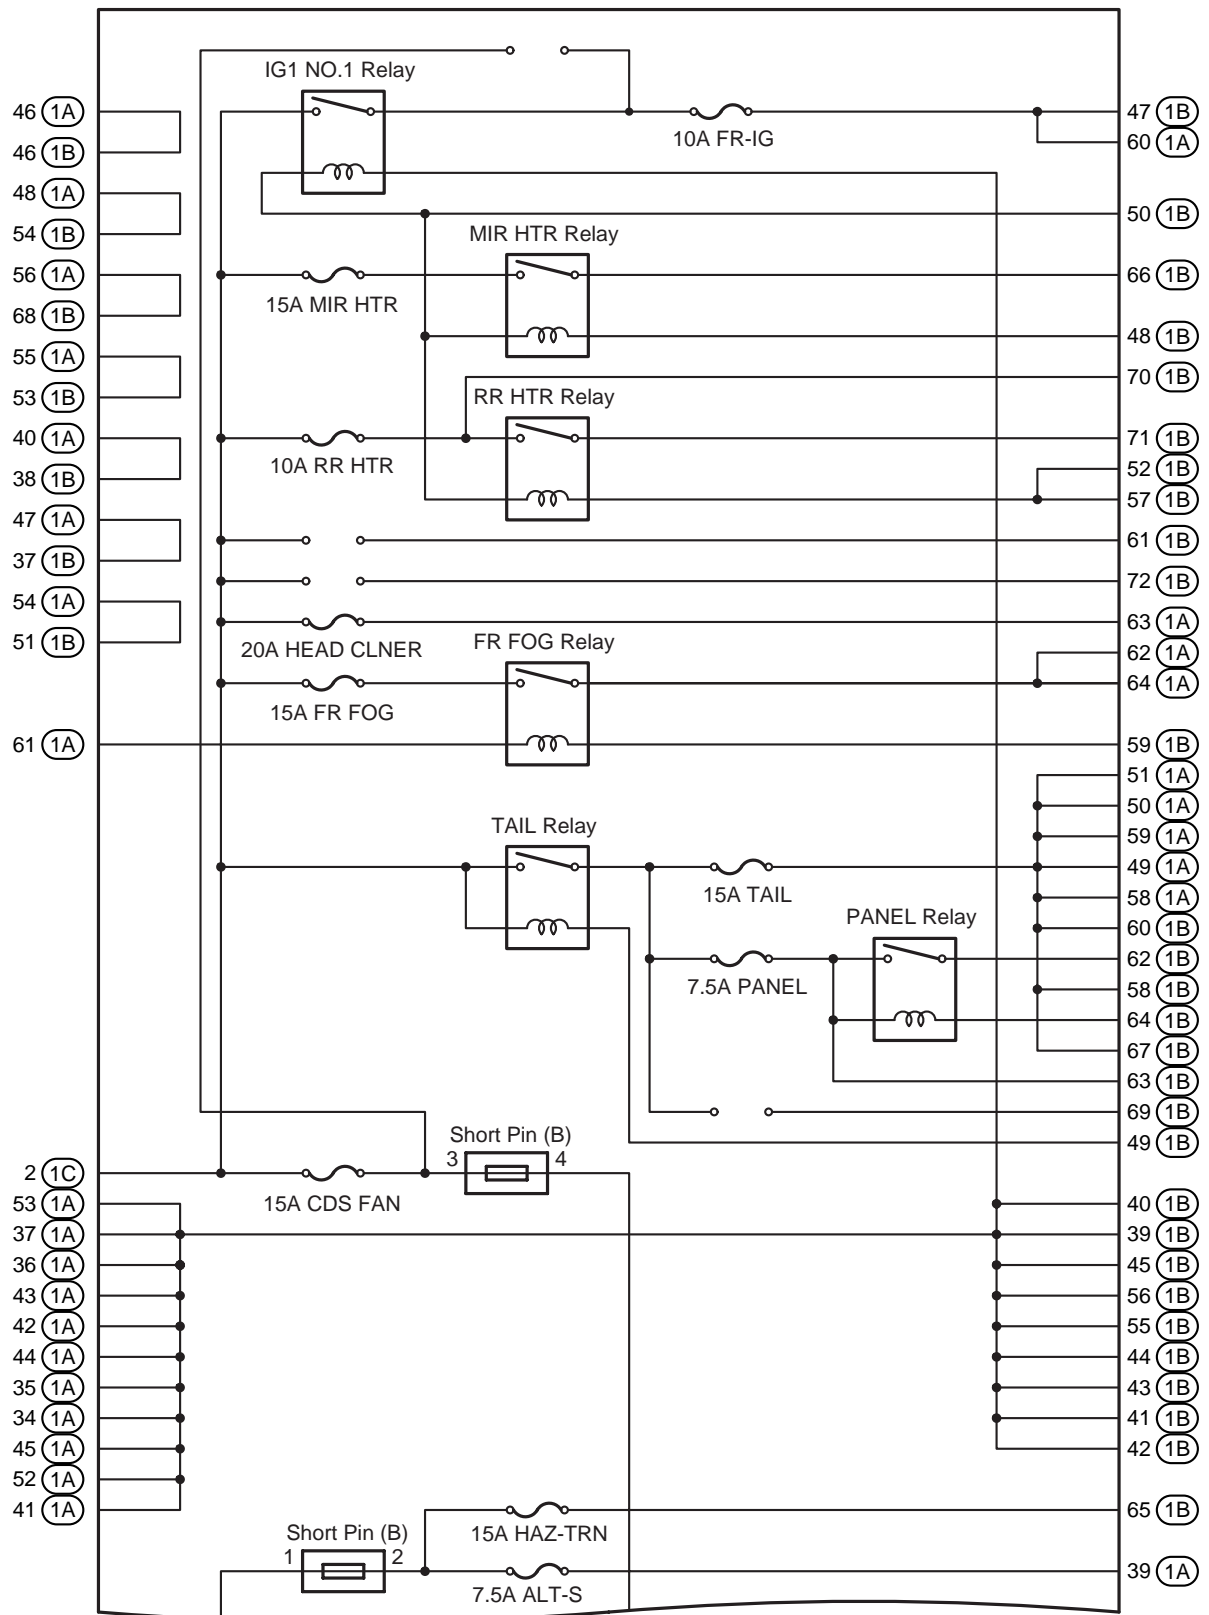 IG1 NO.1 Relay
46 1A
10A FR-IG
47 1B
60 1A
46 1B
48 1A
50 1B
54 1B
MIR HTR Relay
56 1A
15A MIR HTR
66 1B
68 1B
48 1B
55 1A
70 1B
53 1B
RR HTR Relay
40 1A
10A RR HTR
71 1B
52 1B
38 1B
57 1B
47 1A
61 1B
37 1B
72 1B
54 1A
63 1A
51 1B
20A HEAD CLNER
FR FOG Relay
62 1A
15A FR FOG
64 1A
61 1A
59 1B
51 1A
50 1A
TAIL Relay
59 1A
15A TAIL
49 1A
58 1A
PANEL Relay
60 1B
7.5A PANEL
62 1B
58 1B
64 1B
67 1B
63 1B
69 1B
Short Pin (B)
49 1B
3 4
2 1C
15A CDS FAN
53 1A
40 1B
37 1A
39 1B
36 1A
45 1B
43 1A
56 1B
42 1A
55 1B
44 1A
44 1B
35 1A
43 1B
34 1A
41 1B
45 1A
42 1B
52 1A
41 1A
15A HAZ-TRN
65 1B
Short Pin (B)
1 2
7.5A ALT-S
39 1A